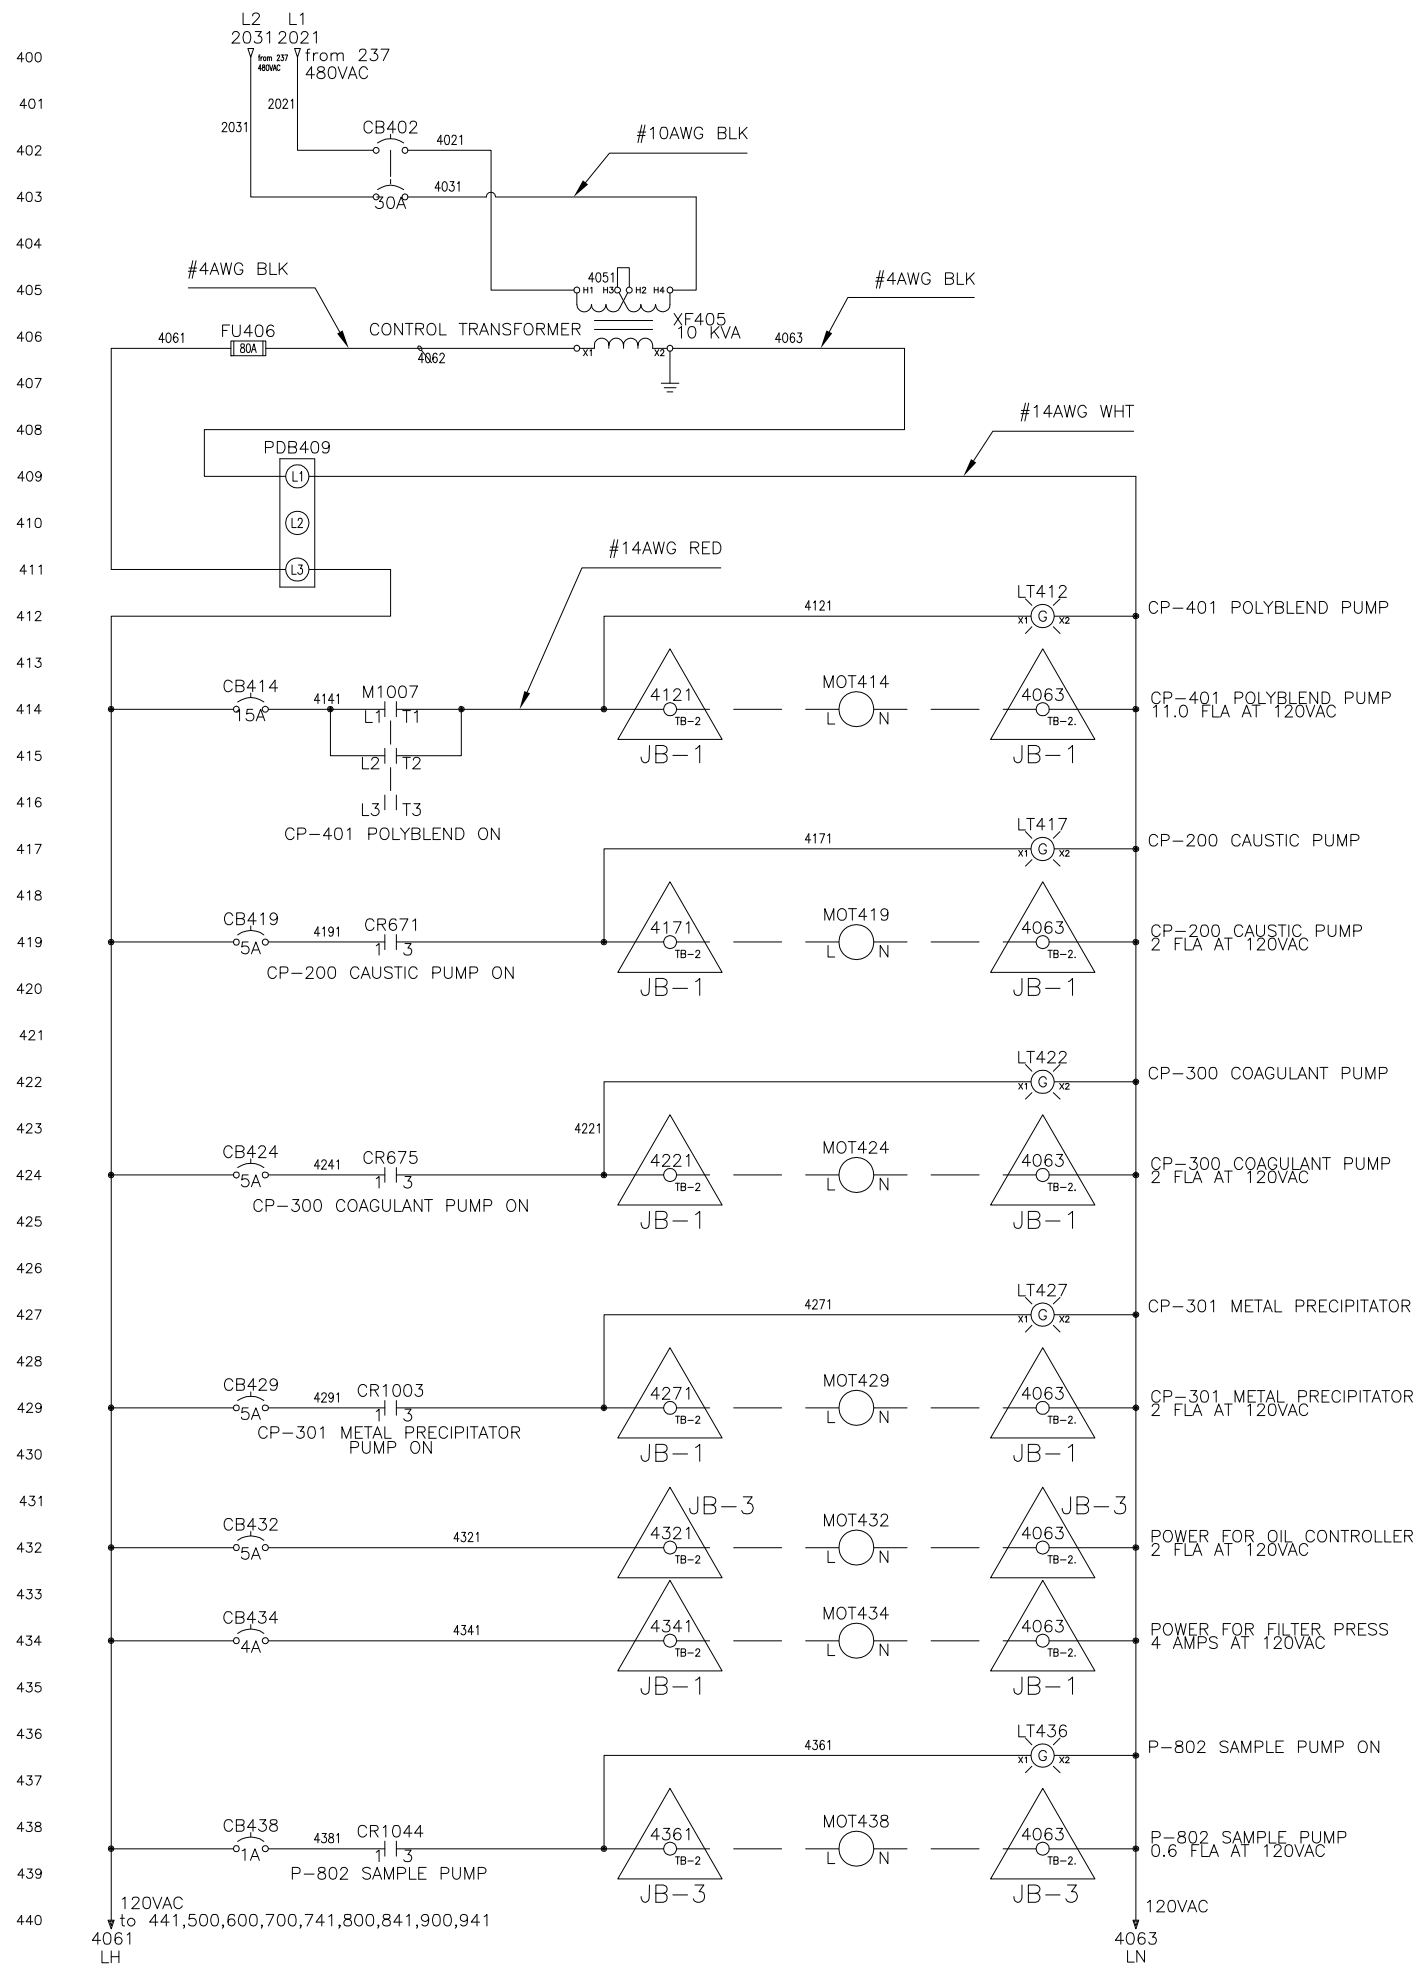 L2 L1
2031 2021
400 from 237 from 237
480VAC 480VAC
401 2021
2031 CB402 #10AWG BLK
402 4021
403 4031
30A
404
#4AWG BLK #4AWG BLK
405 4051 H1 H3 H2 H4
XF405
10 KVA
406 4061 FU406 CONTROL TRANSFORMER 4063
80A 4062 X1 X2
407
#14AWG WHT
408
PDB409
409 L1
410 L2
#14AWG RED
411 L3
LT412
412 4121 X1 G X2 CP-401 POLYBLEND PUMP
413
CB414 M1007 MOT414
414 4141 4121 4063 CP-401 POLYBLEND PUMP
15A L1 T1 TB-2. L N TB-2. 11.0 FLA AT 120VAC
415 L2 T2 JB-1 JB-1
416 L3 T3
CP-401 POLYBLEND ON
LT417
417 4171 X1 G X2 CP-200 CAUSTIC PUMP
418
CB419 CR671 MOT419
419 4191 4171 4063 CP-200 CAUSTIC PUMP
5A 1 3 TB-2 L N TB-2. 2 FLA AT 120VAC
CP-200 CAUSTIC PUMP ON
420 JB-1 JB-1
421
LT422
422 X1 G X2 CP-300 COAGULANT PUMP
423 4221
CB424 CR675 MOT424
424 4241 4221 4063 CP-300 COAGULANT PUMP
5A 1 3 TB-2 L N TB-2. 2 FLA AT 120VAC
CP-300 COAGULANT PUMP ON
425 JB-1 JB-1
426
LT427
427 4271 X1 G X2 CP-301 METAL PRECIPITATOR
428
CB429 CR1003 MOT429
429 4291 4271 4063 CP-301 METAL PRECIPITATOR
5A 1 3 TB-2 L N TB-2. 2 FLA AT 120VAC
CP-301 METAL PRECIPITATOR
PUMP ON
430 JB-1 JB-1
431 JB-3 JB-3
CB432 MOT432
432 4321 4321 4063 POWER FOR OIL CONTROLLER
5A TB-2 L N TB-2. 2 FLA AT 120VAC
433
CB434 MOT434
434 4341 4341 4063 POWER FOR FILTER PRESS
4A TB-2 L N TB-2. 4 AMPS AT 120VAC
435 JB-1 JB-1
436 LT436
4361 X1 G X2 P-802 SAMPLE PUMP ON
437
438 CB438 CR1044 MOT438
4381 4361 4063 P-802 SAMPLE PUMP
1A 1 3 TB-2 L N TB-2. 0.6 FLA AT 120VAC
439 P-802 SAMPLE PUMP
JB-3 JB-3
120VAC 120VAC
440 to 441,500,600,700,741,800,841,900,941
4061 4063
LH LN